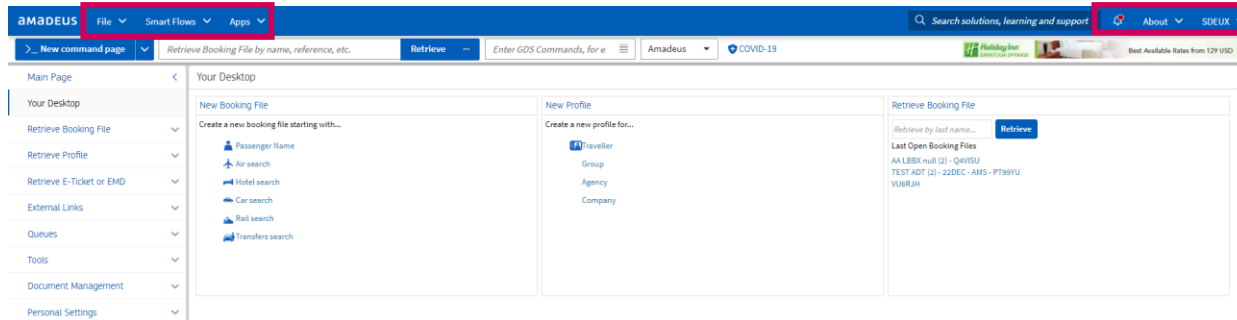 aMaDEUS File Smart Flows Apps Search solutions, learning and support About SDEUX
>_ New command page Retrieve Booking File by name, reference, etc. Retrieve ... Enter GDS Commands, for e Amadeus COVID-19 Holiday Inn SARATOGA SPRINGS Best Available Rates from 129 USD
Main Page
Your Desktop
Retrieve Booking File
Retrieve Profile
Retrieve E-Ticket or EMD
External Links
Queues
Tools
Document Management
Personal Settings
Your Desktop
New Booking File
Create a new booking file starting with...
Passenger Name
Air search
Hotel search
Car search
Rail search
Transfers search
New Profile
Create a new profile for...
Traveller
Group
Agency
Company
Retrieve Booking File
Retrieve by last name... Retrieve
Last Open Booking Files
AA LBBX null (2) - Q4VISU
TEST ADT (2) - 22DEC - AMS - PT99YU
VU6RJH